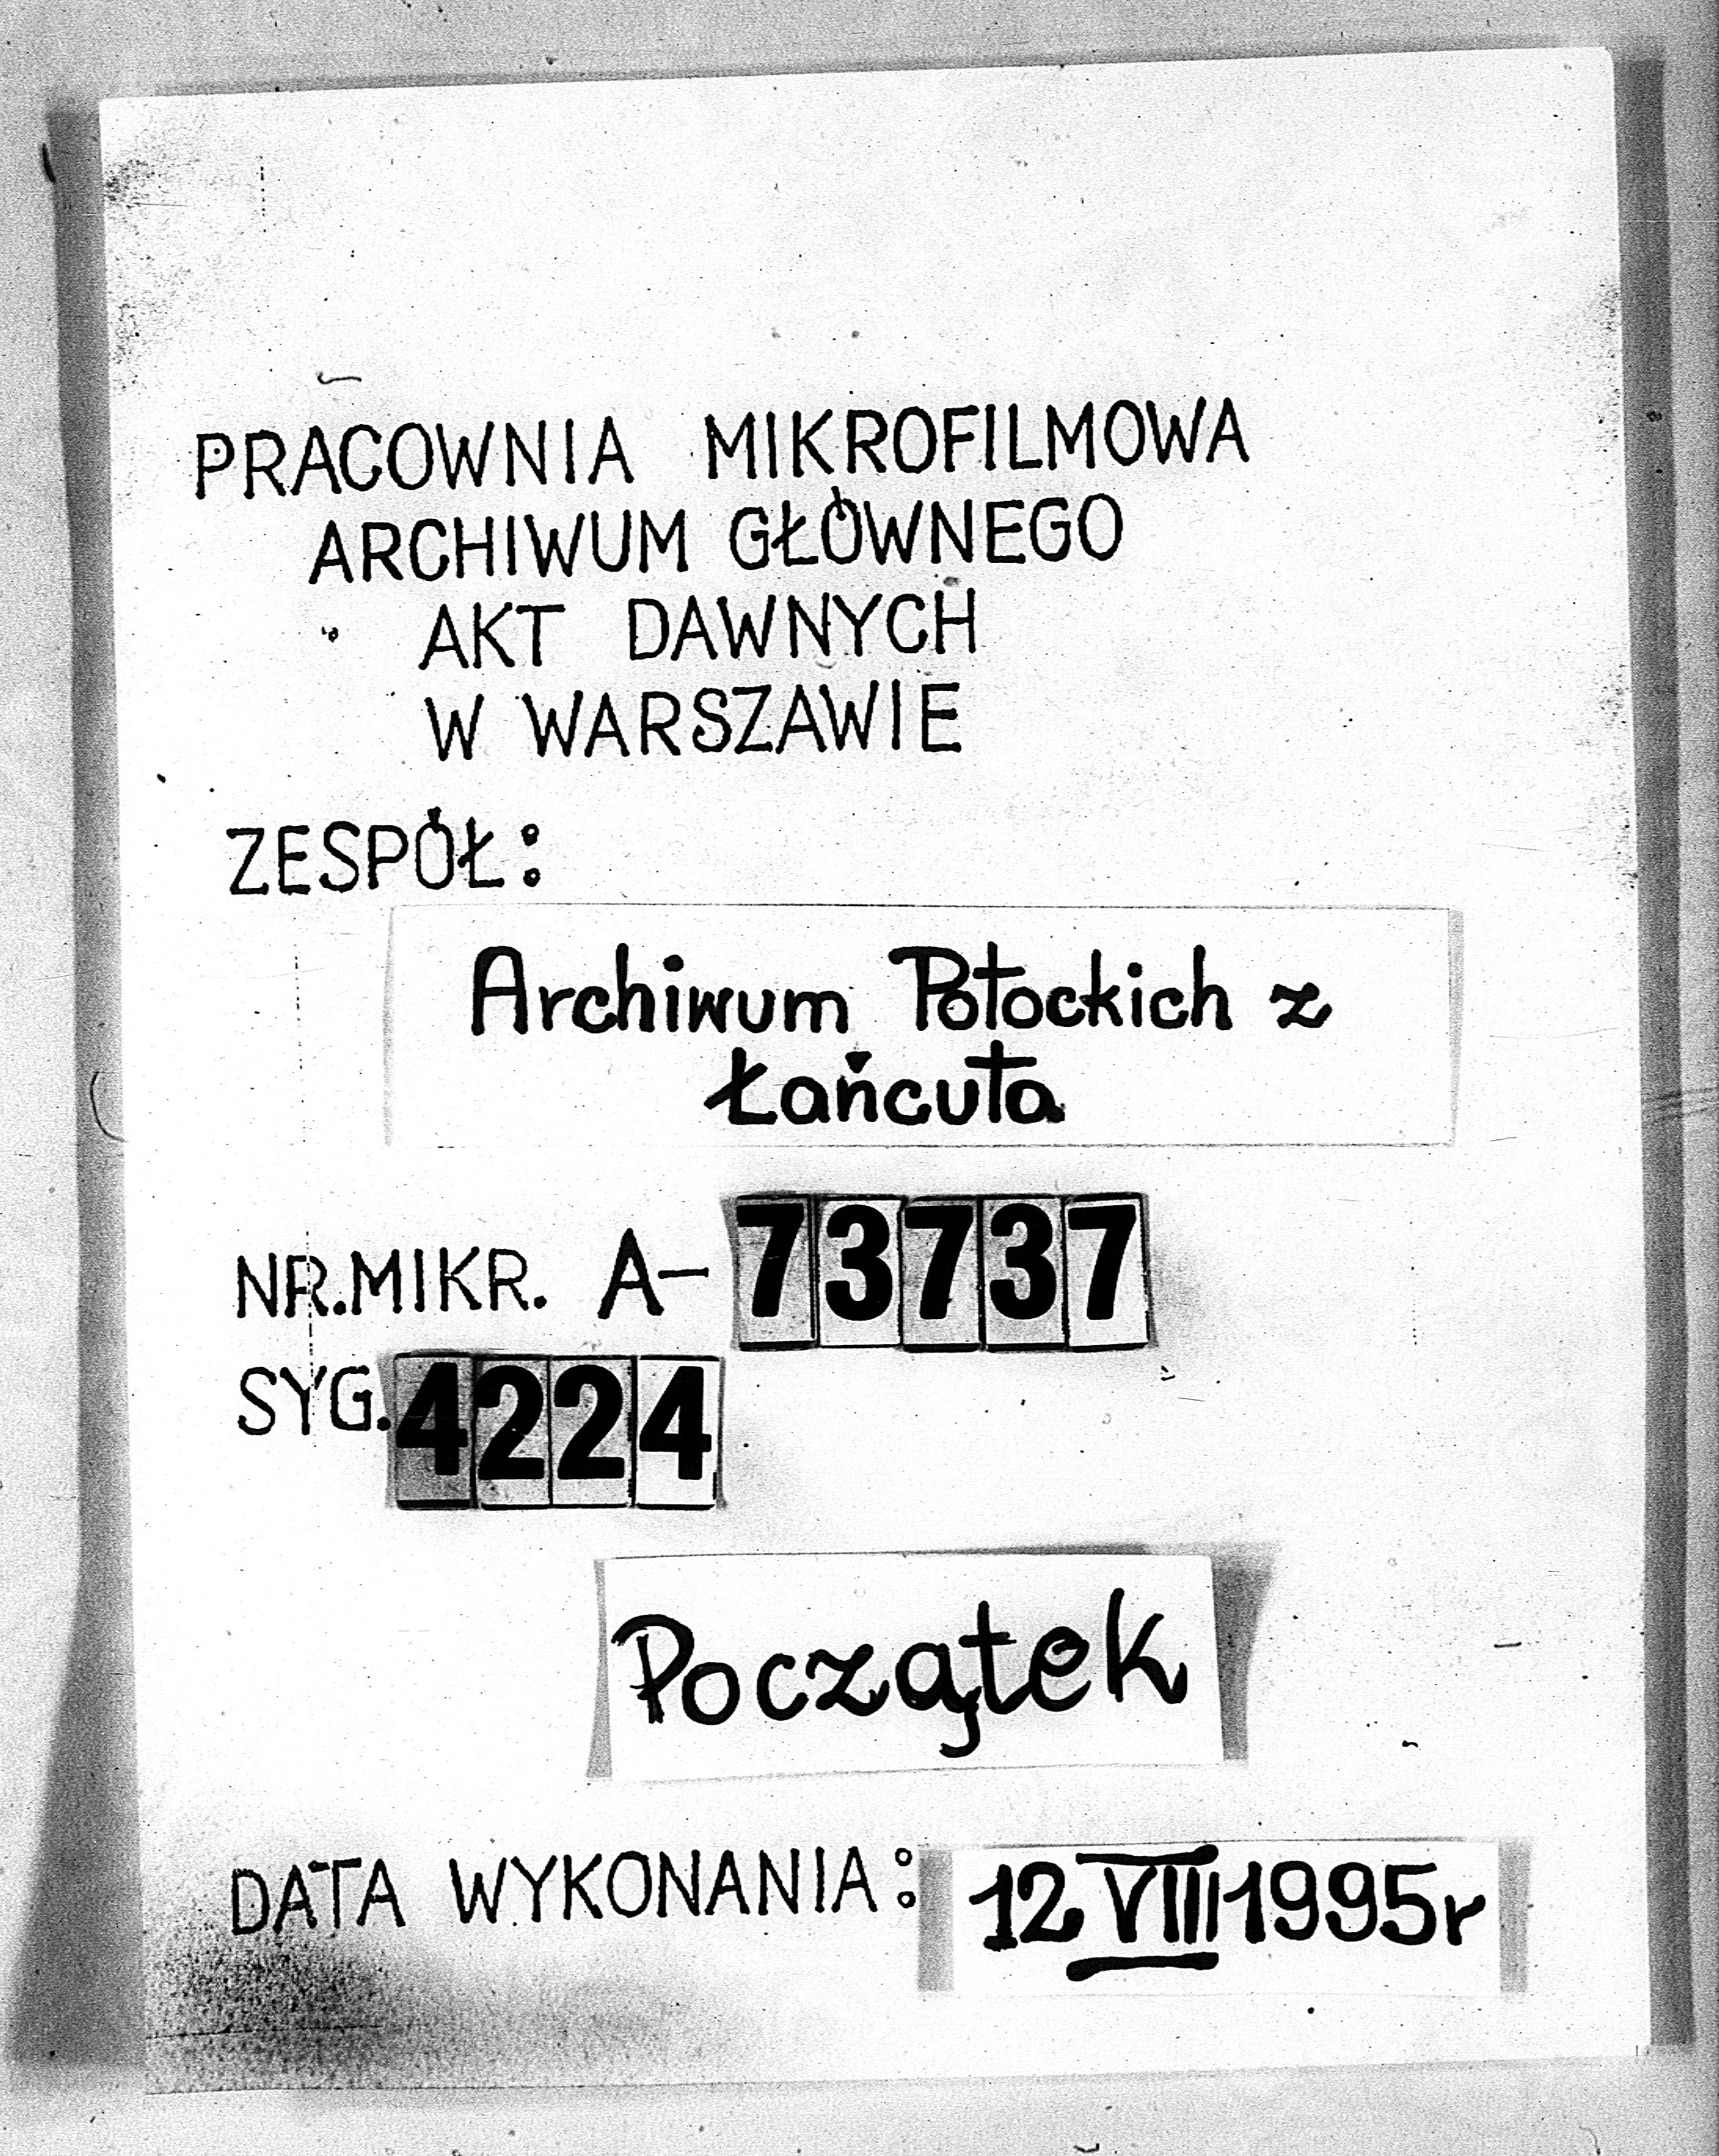 PRACOWNIA MIKROFILMOWA
ARCHIWUM GŁÓWNEGO
AKT DAWNYCH
W WARSZAWIE
ZESPÓŁ:
Archiwum Potockich z
Łańcuta
NR.MIKR. A-73737
SYG. 4224
Początek
DATA WYKONANIA: 12 VIII 1995r